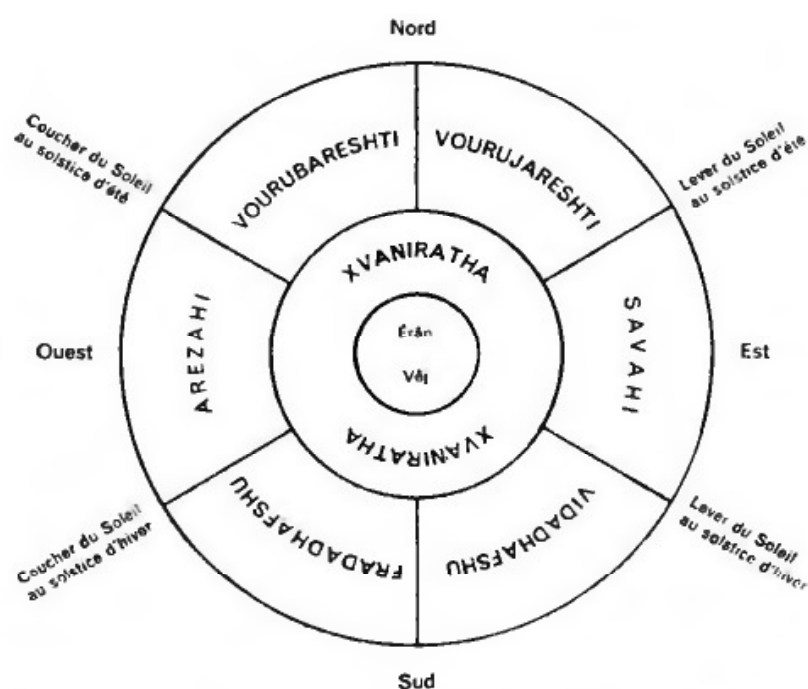 Nord
Coucher du Soleil
au solstice d'été
VOURUBARESHTI
VOURUJARESHTI
Lever du Soleil
au solstice d'été
XVANIRATHA
Ouest
AREZAHI
Érân
Vêj
SAVAHI
Est
XVANIRATHA
Coucher du Soleil
au solstice d'hiver
FRADADHAFSHU
VIDADHAFSHU
Lever du Soleil
au solstice d'hiver
Sud